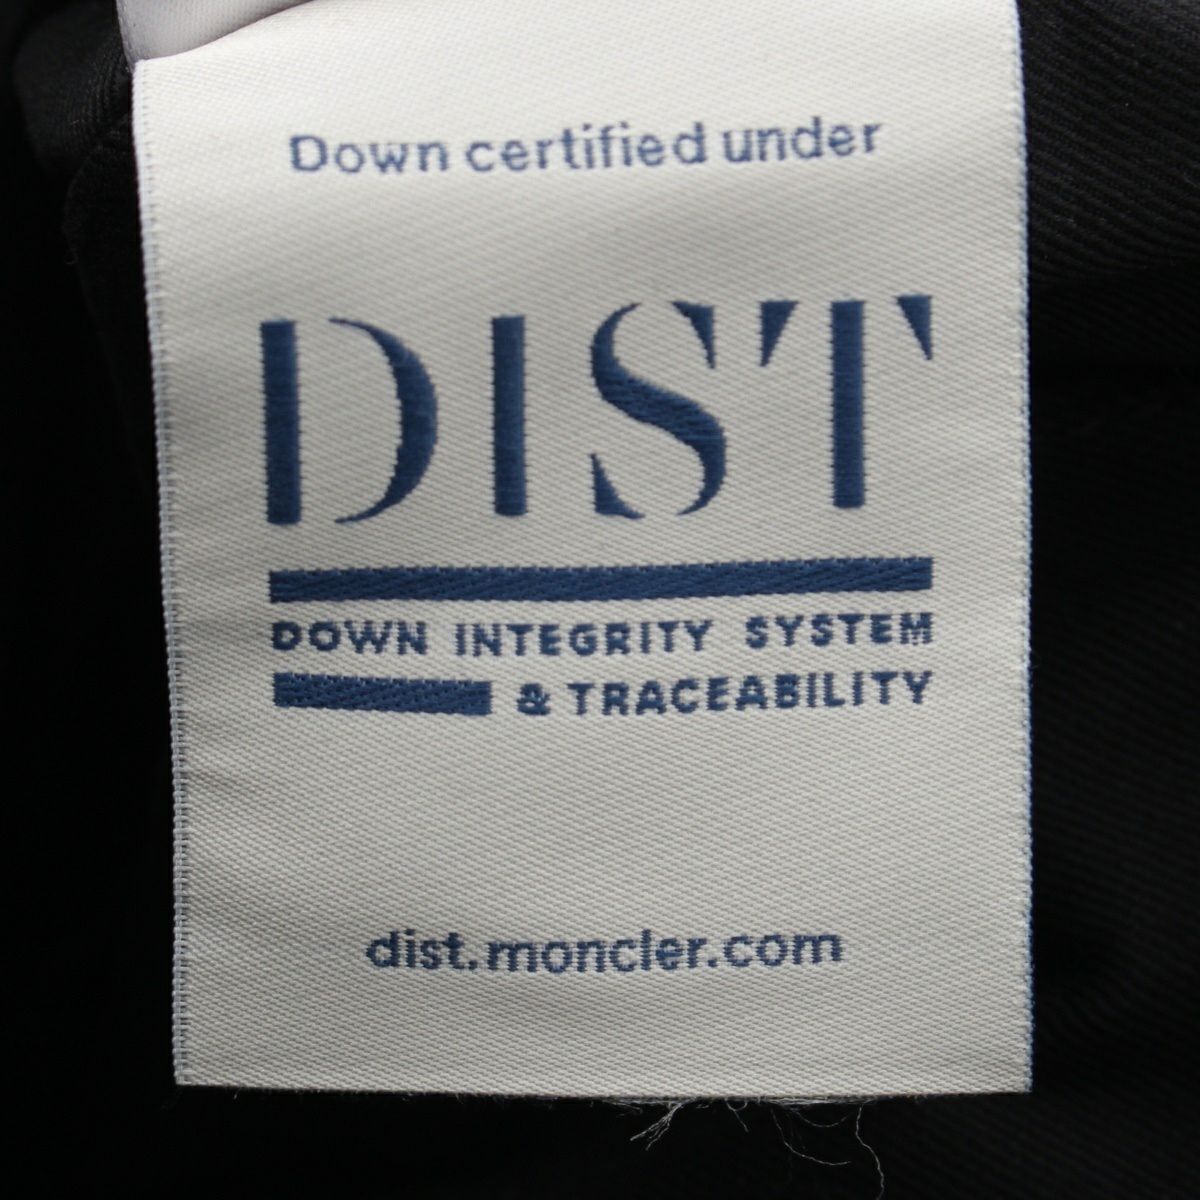 Down certified under
DIST
DOWN INTEGRITY SYSTEM
& TRACEABILITY
dist.moncler.com